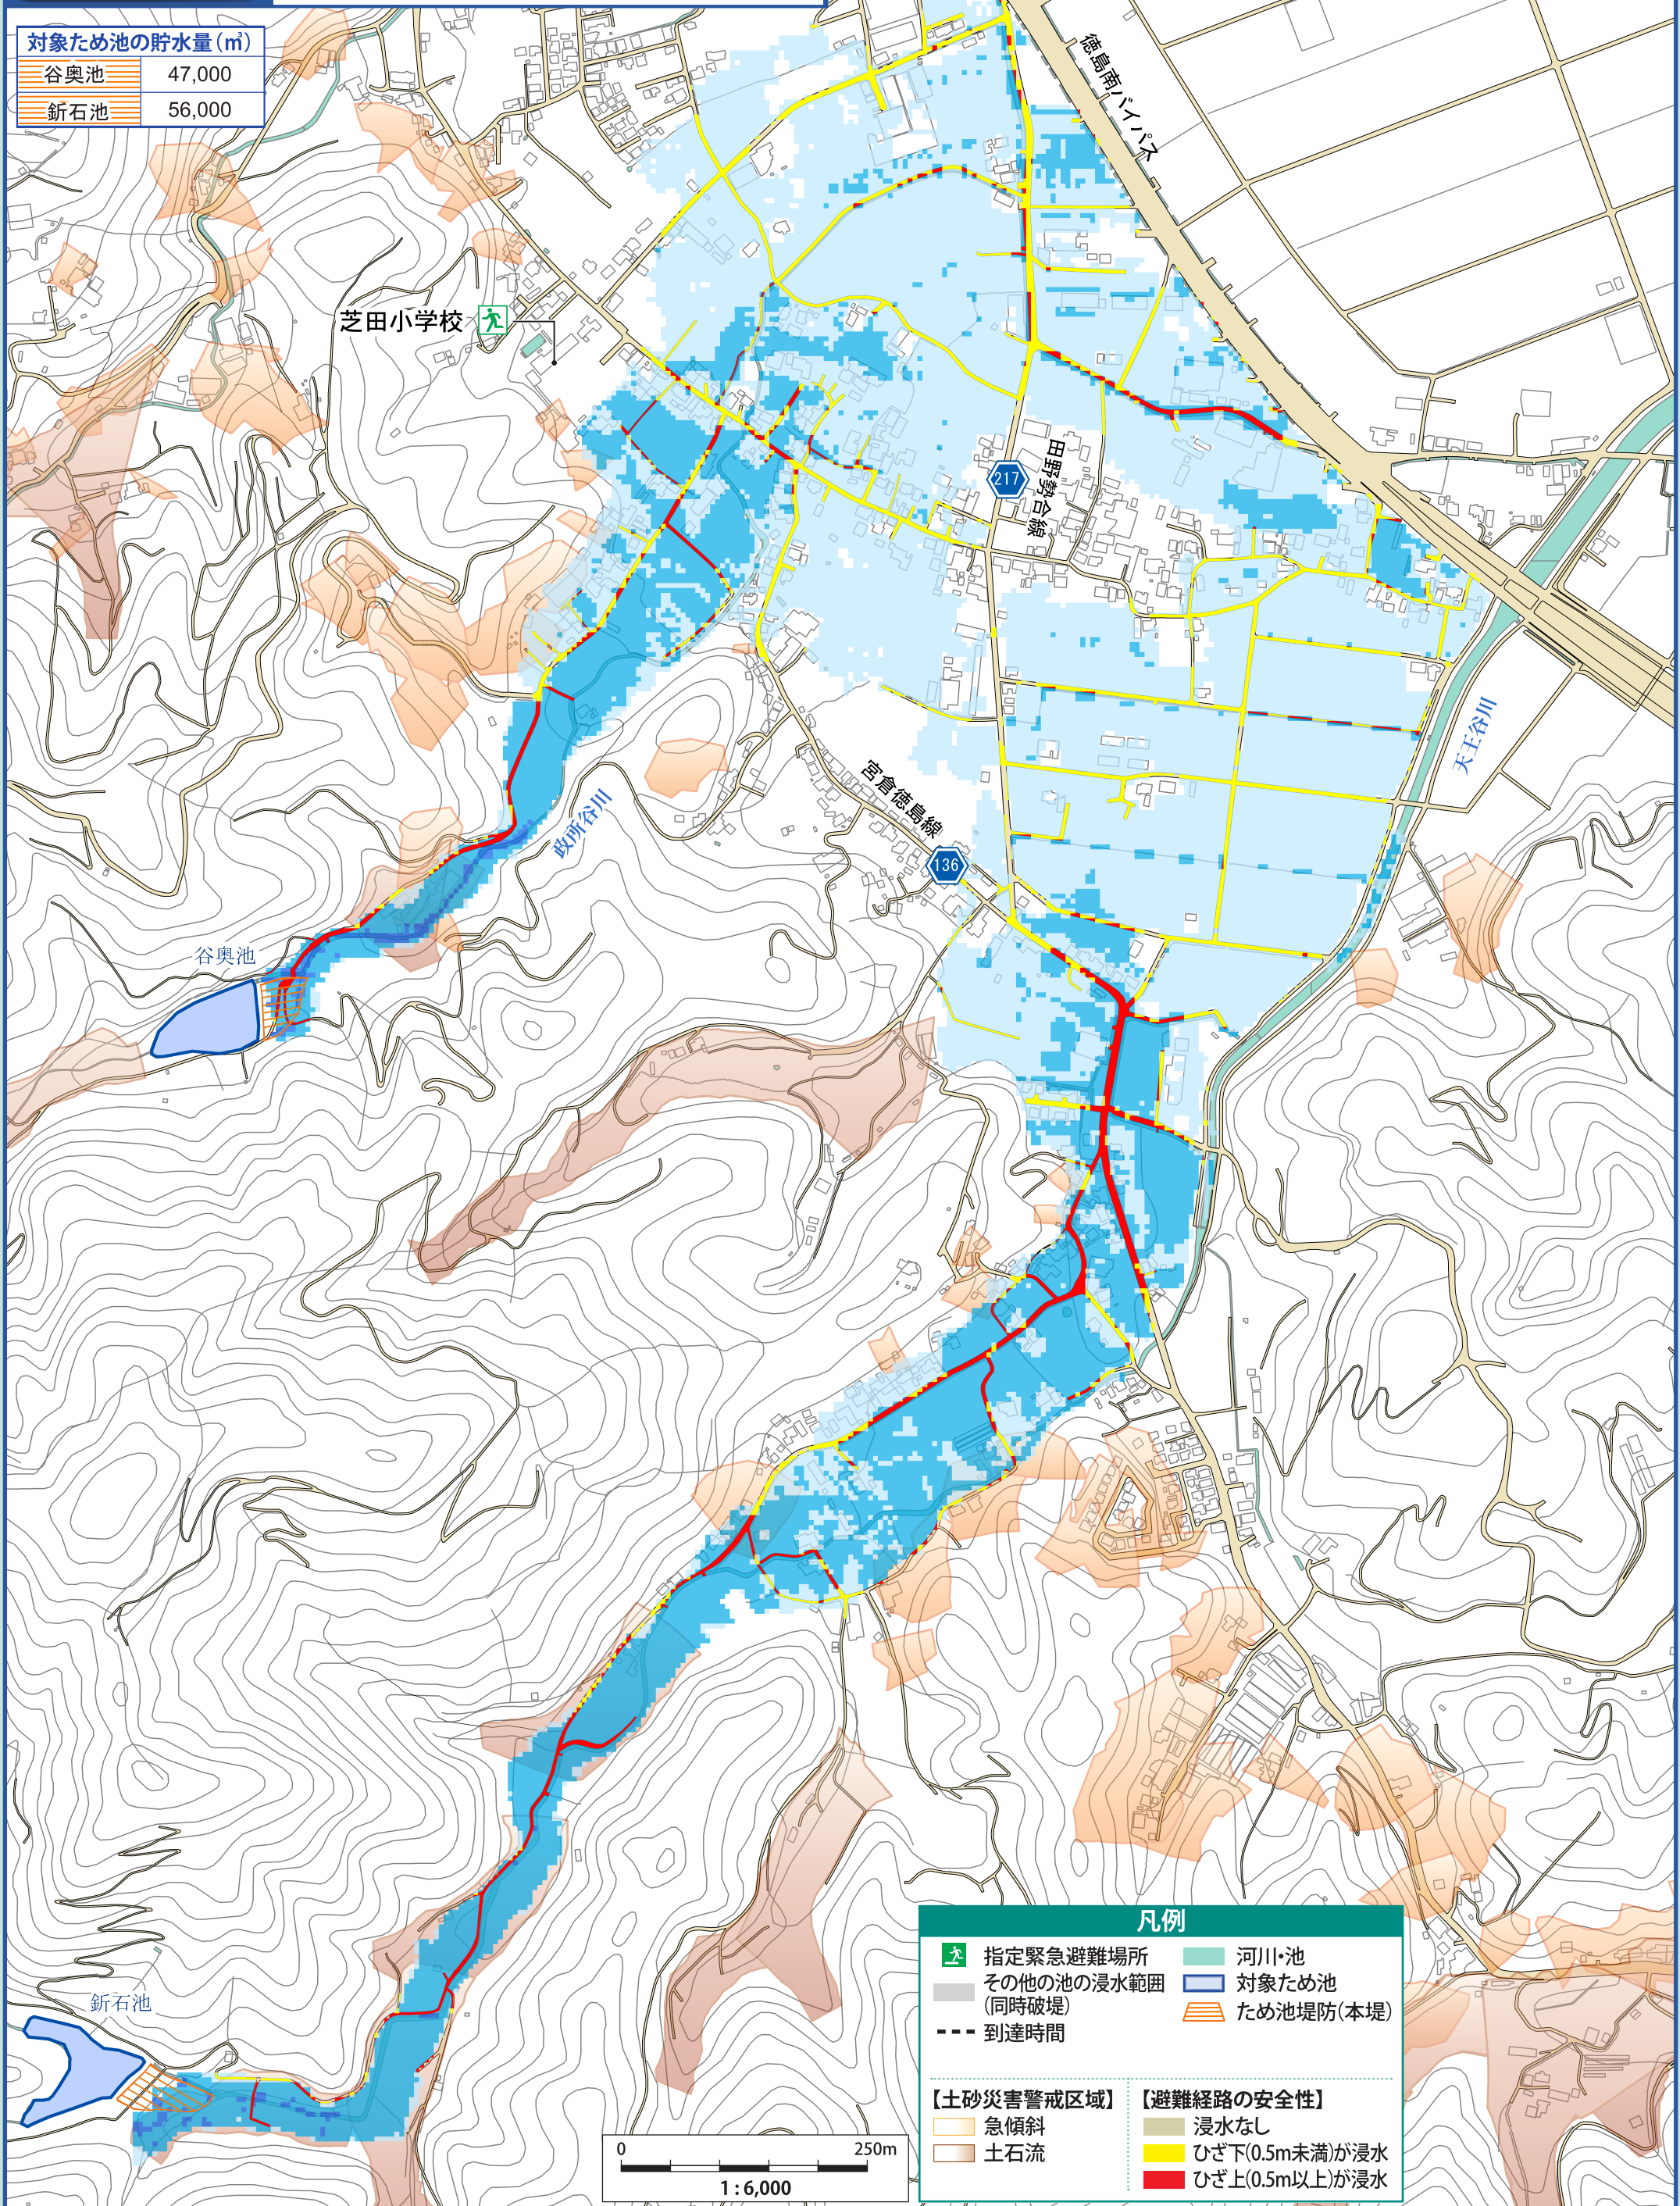 対象ため池の貯水量(㎥)
谷奥池 47,000
釿石池 56,000
徳島南バイパス
芝田小学校
217
田野勢合線
天王谷川
宮倉徳島線
136
政所谷川
谷奥池
釿石池
0 250m
1:6,000
凡例
指定緊急避難場所
その他の池の浸水範囲
(同時破堤)
到達時間
河川・池
対象ため池
ため池堤防(本堤)
【土砂災害警戒区域】
急傾斜
土石流
【避難経路の安全性】
浸水なし
ひざ下(0.5m未満)が浸水
ひざ上(0.5m以上)が浸水